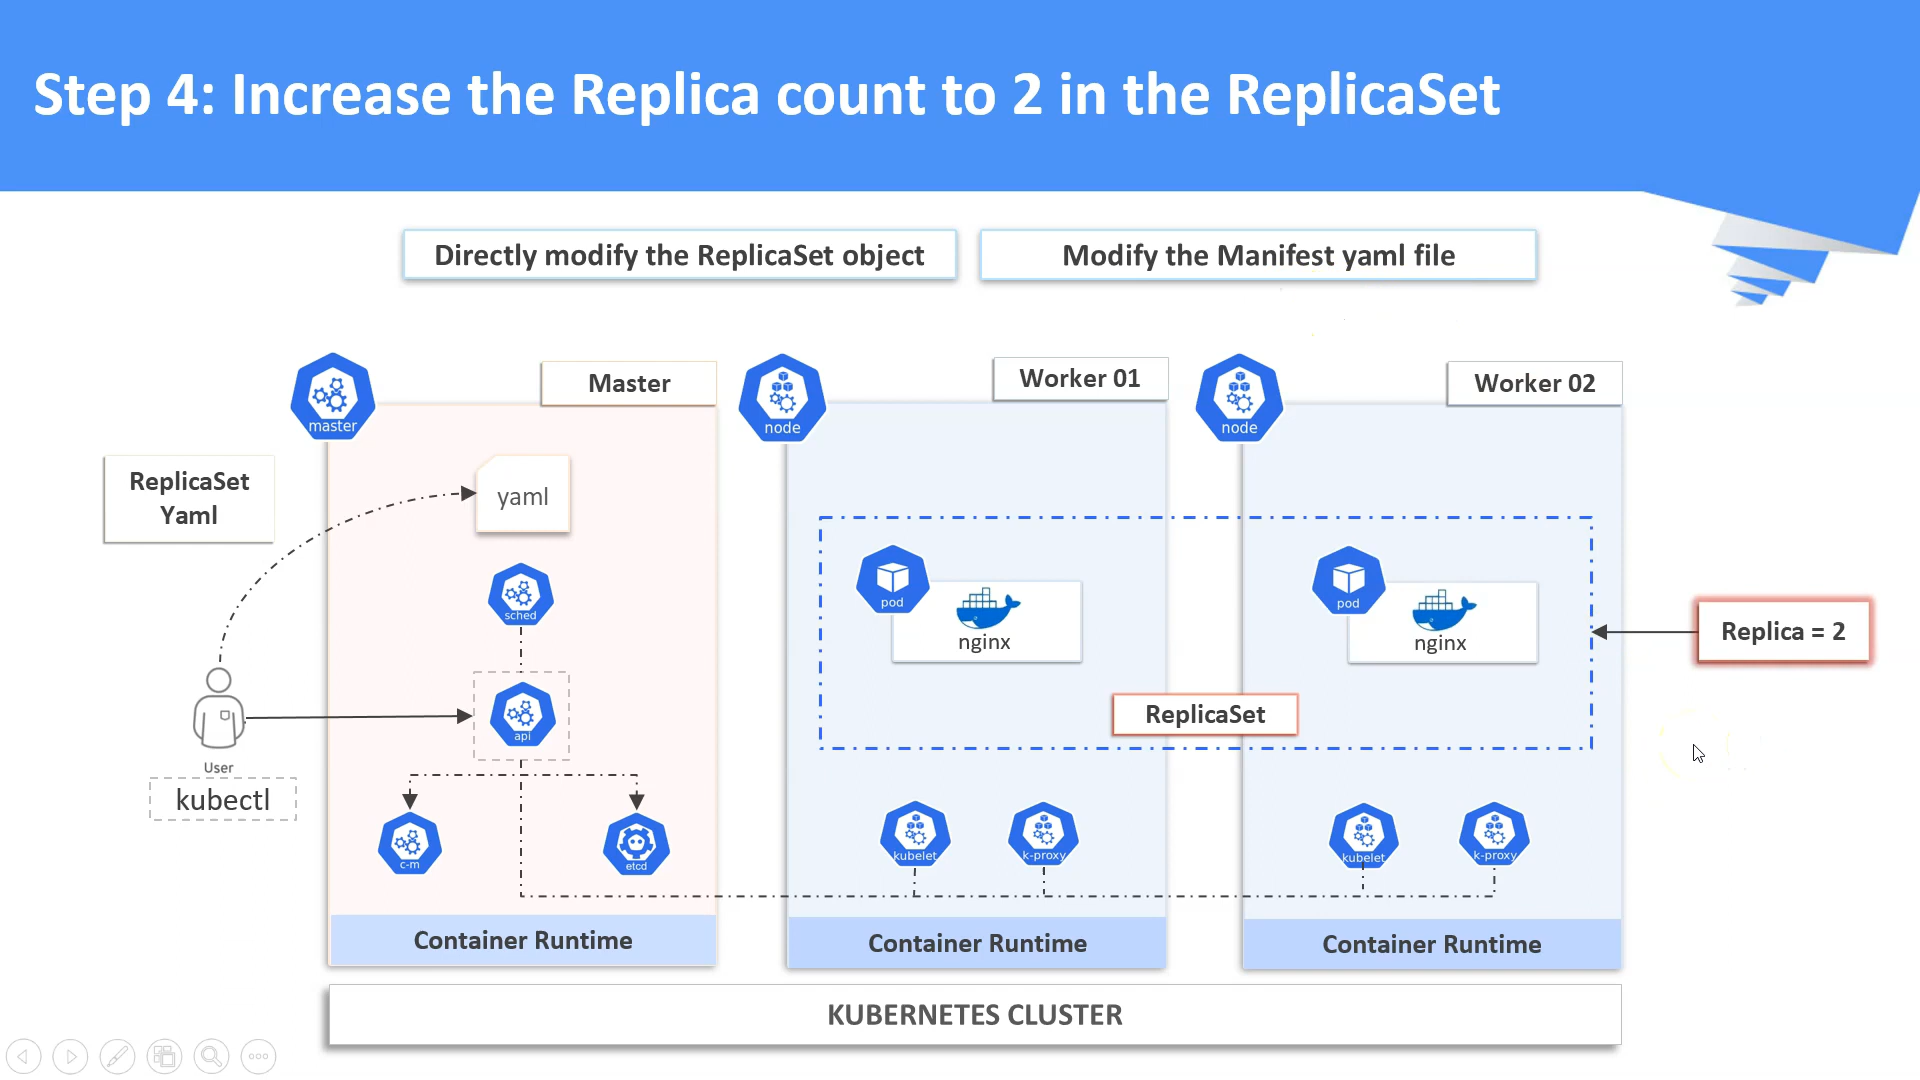 Step 4: Increase the Replica count to 2 in the ReplicaSet
Directly modify the ReplicaSet object
Modify the Manifest yaml file
Master
Worker 01
Worker 02
master
node
node
ReplicaSet
Yaml
yaml
sched
pod
nginx
pod
nginx
Replica = 2
api
ReplicaSet
User
kubectl
c-m
etcd
kubelet
k-proxy
kubelet
k-proxy
Container Runtime
Container Runtime
Container Runtime
KUBERNETES CLUSTER